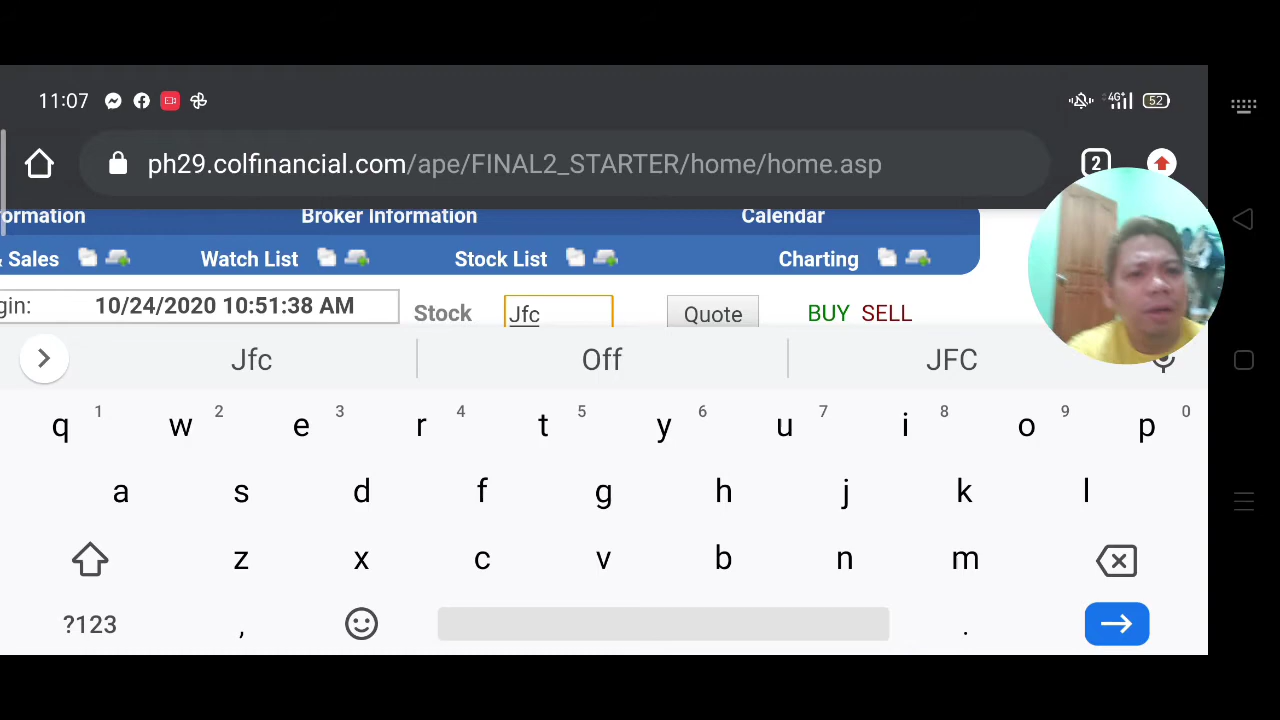 11:07 4G+ 52
ph29.colfinancial.com/ape/FINAL2_STARTER/home/home.asp 2
ormation Broker Information Calendar
& Sales Watch List Stock List Charting
gin: 10/24/2020 10:51:38 AM Stock Jfc Quote BUY SELL
Jfc Off JFC
q 1 w 2 e 3 r 4 t 5 y 6 u 7 i 8 o 9 p 0
a s d f g h j k l
z x c v b n m
?123 , .